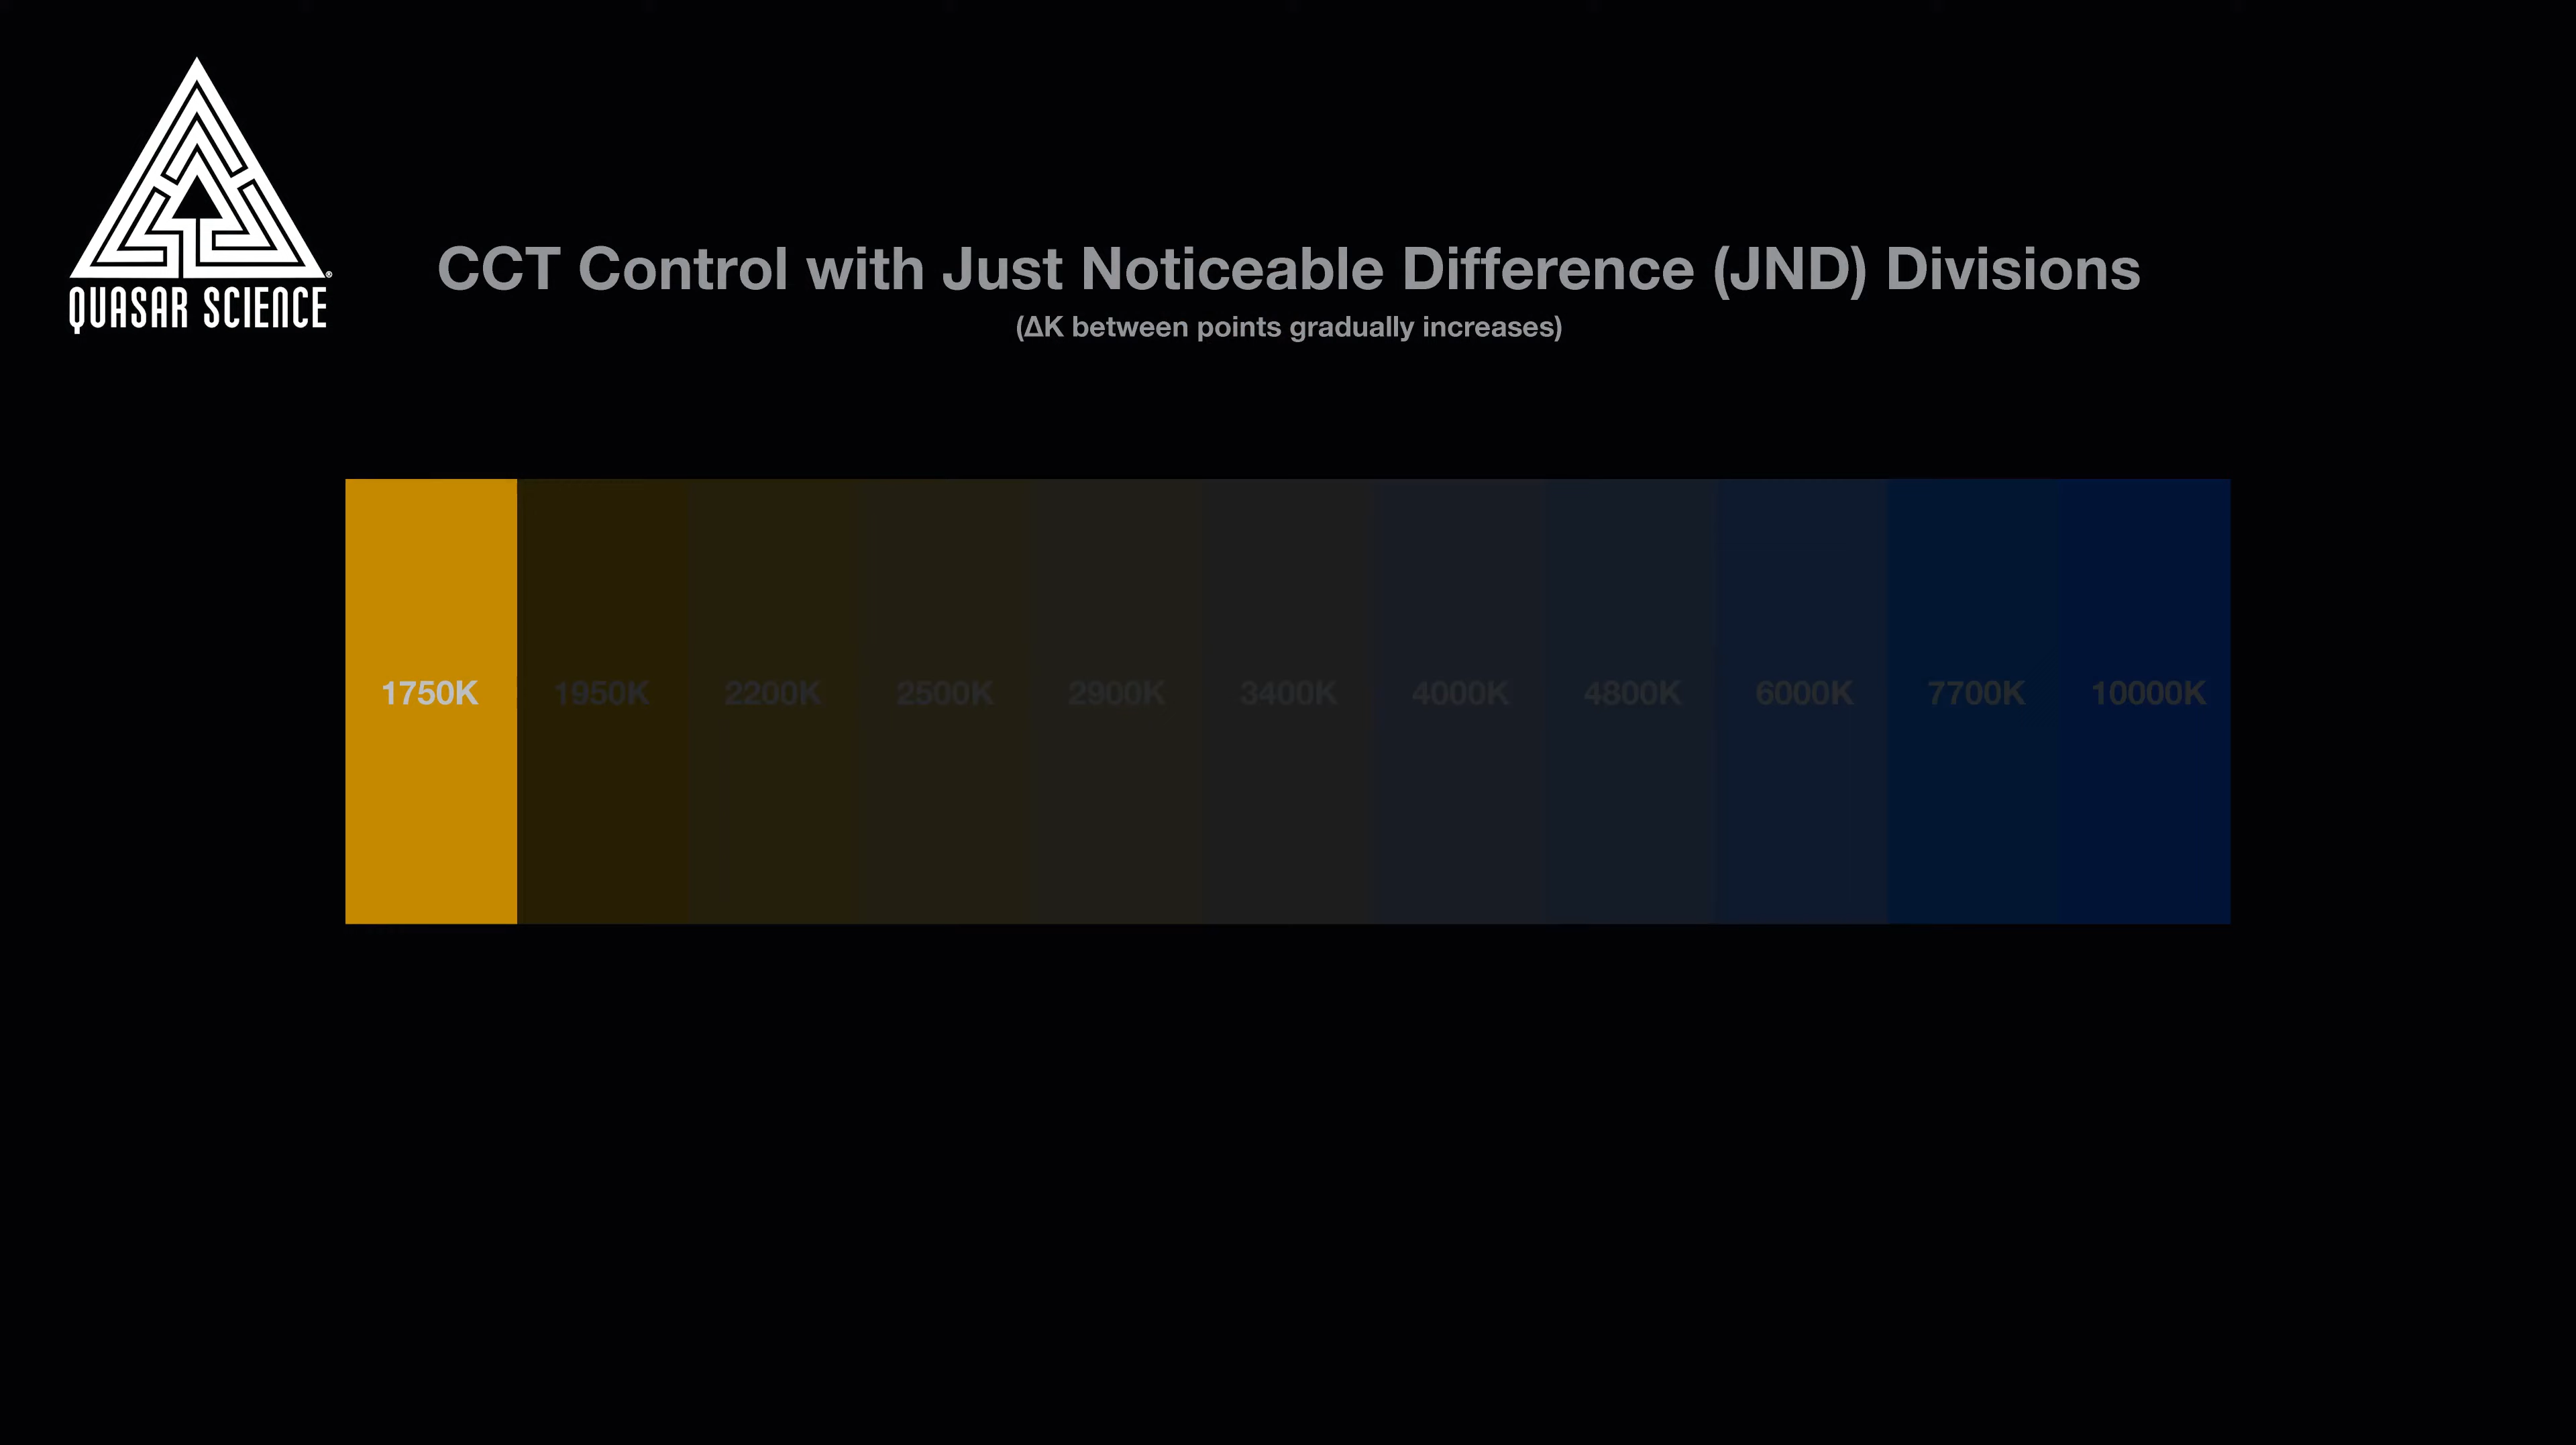 QUASAR SCIENCE®
CCT Control with Just Noticeable Difference (JND) Divisions
(ΔK between points gradually increases)
1750K 1950K 2200K 2500K 2900K 3400K 4000K 4800K 6000K 7700K 10000K